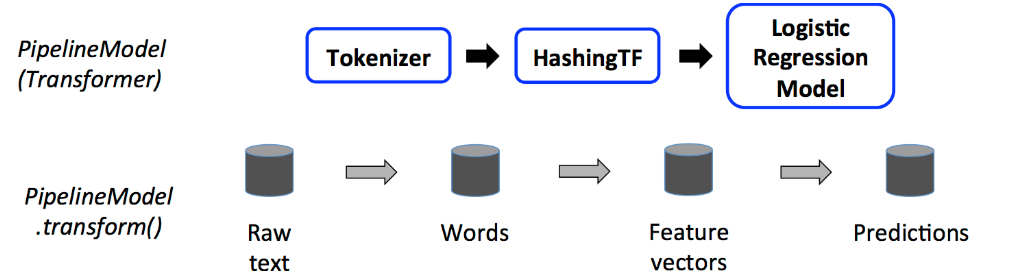 PipelineModel
(Transformer)
Tokenizer
HashingTF
Logistic
Regression
Model
PipelineModel
.transform()
Raw
text
Words
Feature
vectors
Predictions